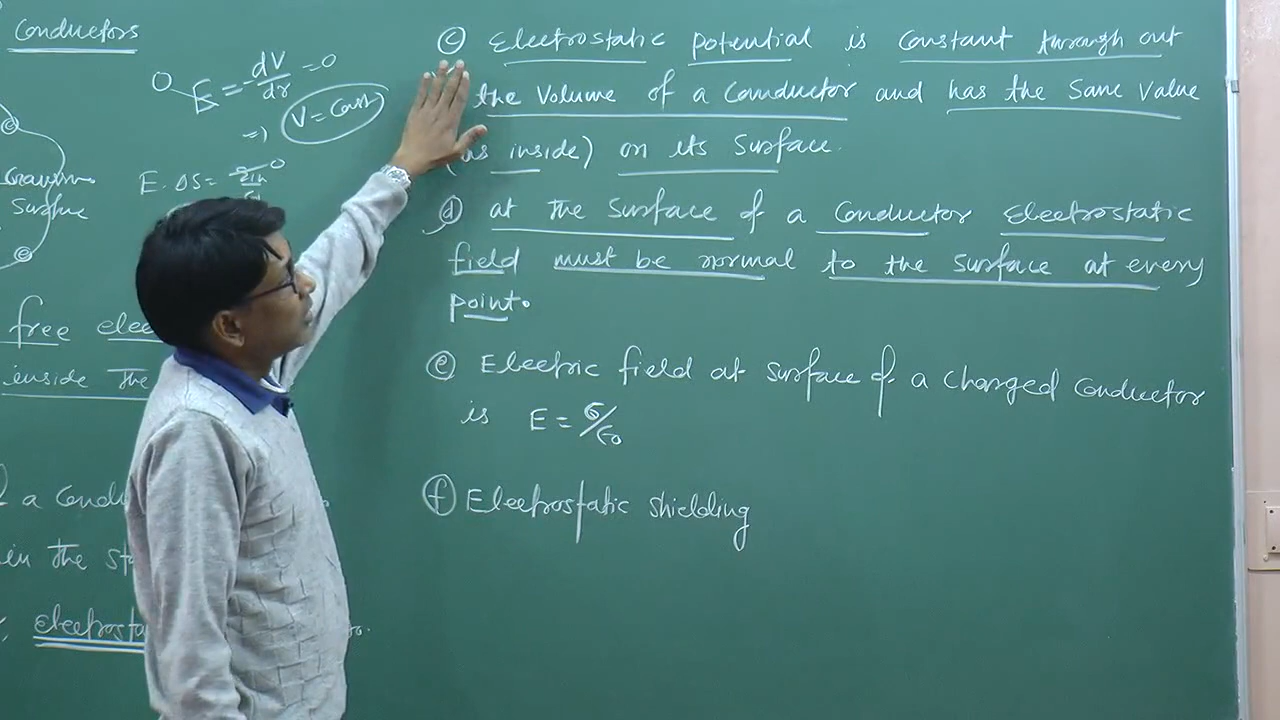 Conductors
E = -dV/dr = 0
0
=) V = Const
E. ΔS =
0
Surface
free
inside The
a
in the
(c) Electrostatic potential is Constant through out
the Volume of a Conductor and has the Same Value
inside) on its Surface.
(d) at the Surface of a Conductor Electrostatic
field must be normal to the Surface at every
point.
(e) Electric field at surface of a charged conductor
is E = σ/ε0
(f) Electrostatic shielding